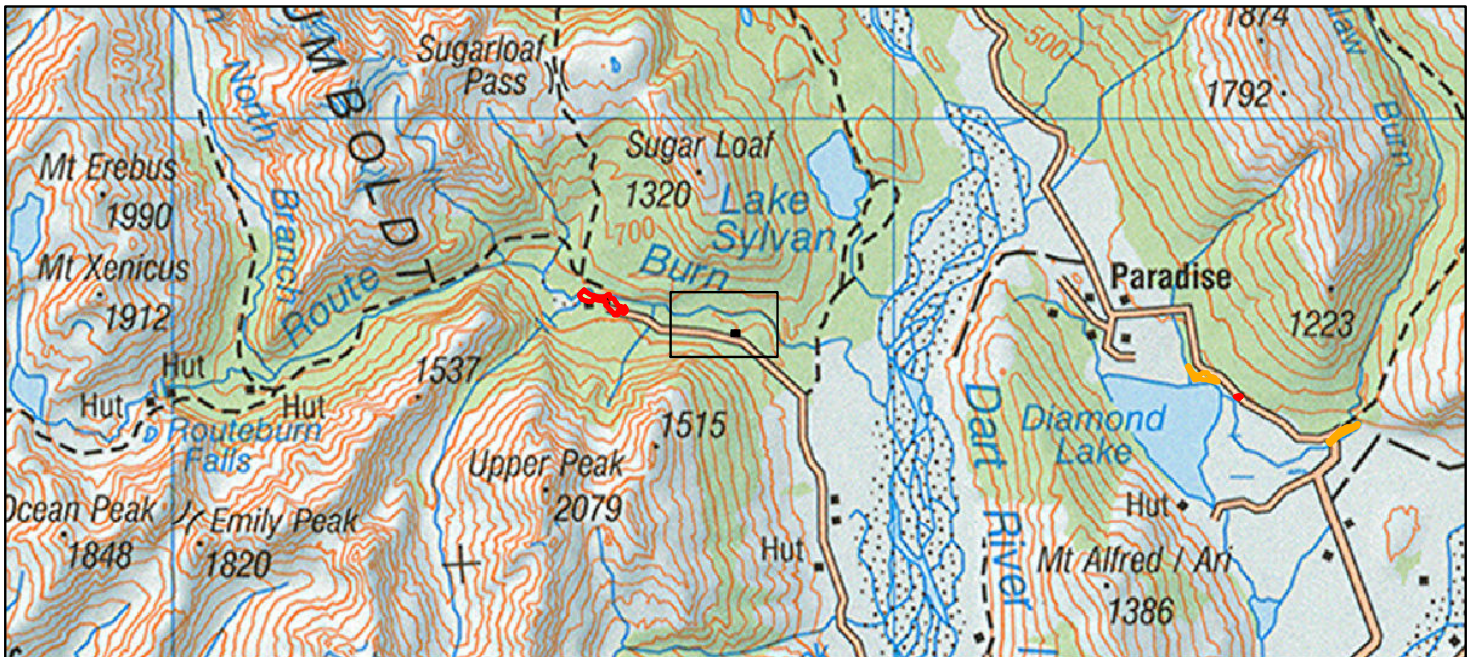 1874
500
1300
UMBOLDT
Sugarloaf
Pass
1792
Burn
North
Branch
Sugar Loaf
1320
Mt Erebus
1990
Lake
Sylvan
700
Mt Xenicus
1912
Route
Burn
Paradise
1223
Hut
1537
Hut
Hut
Routeburn
Falls
1515
Dart River
Diamond
Lake
Upper Peak
2079
Hut
Ocean Peak
1848
Emily Peak
1820
Hut
Mt Alfred / Ari
1386